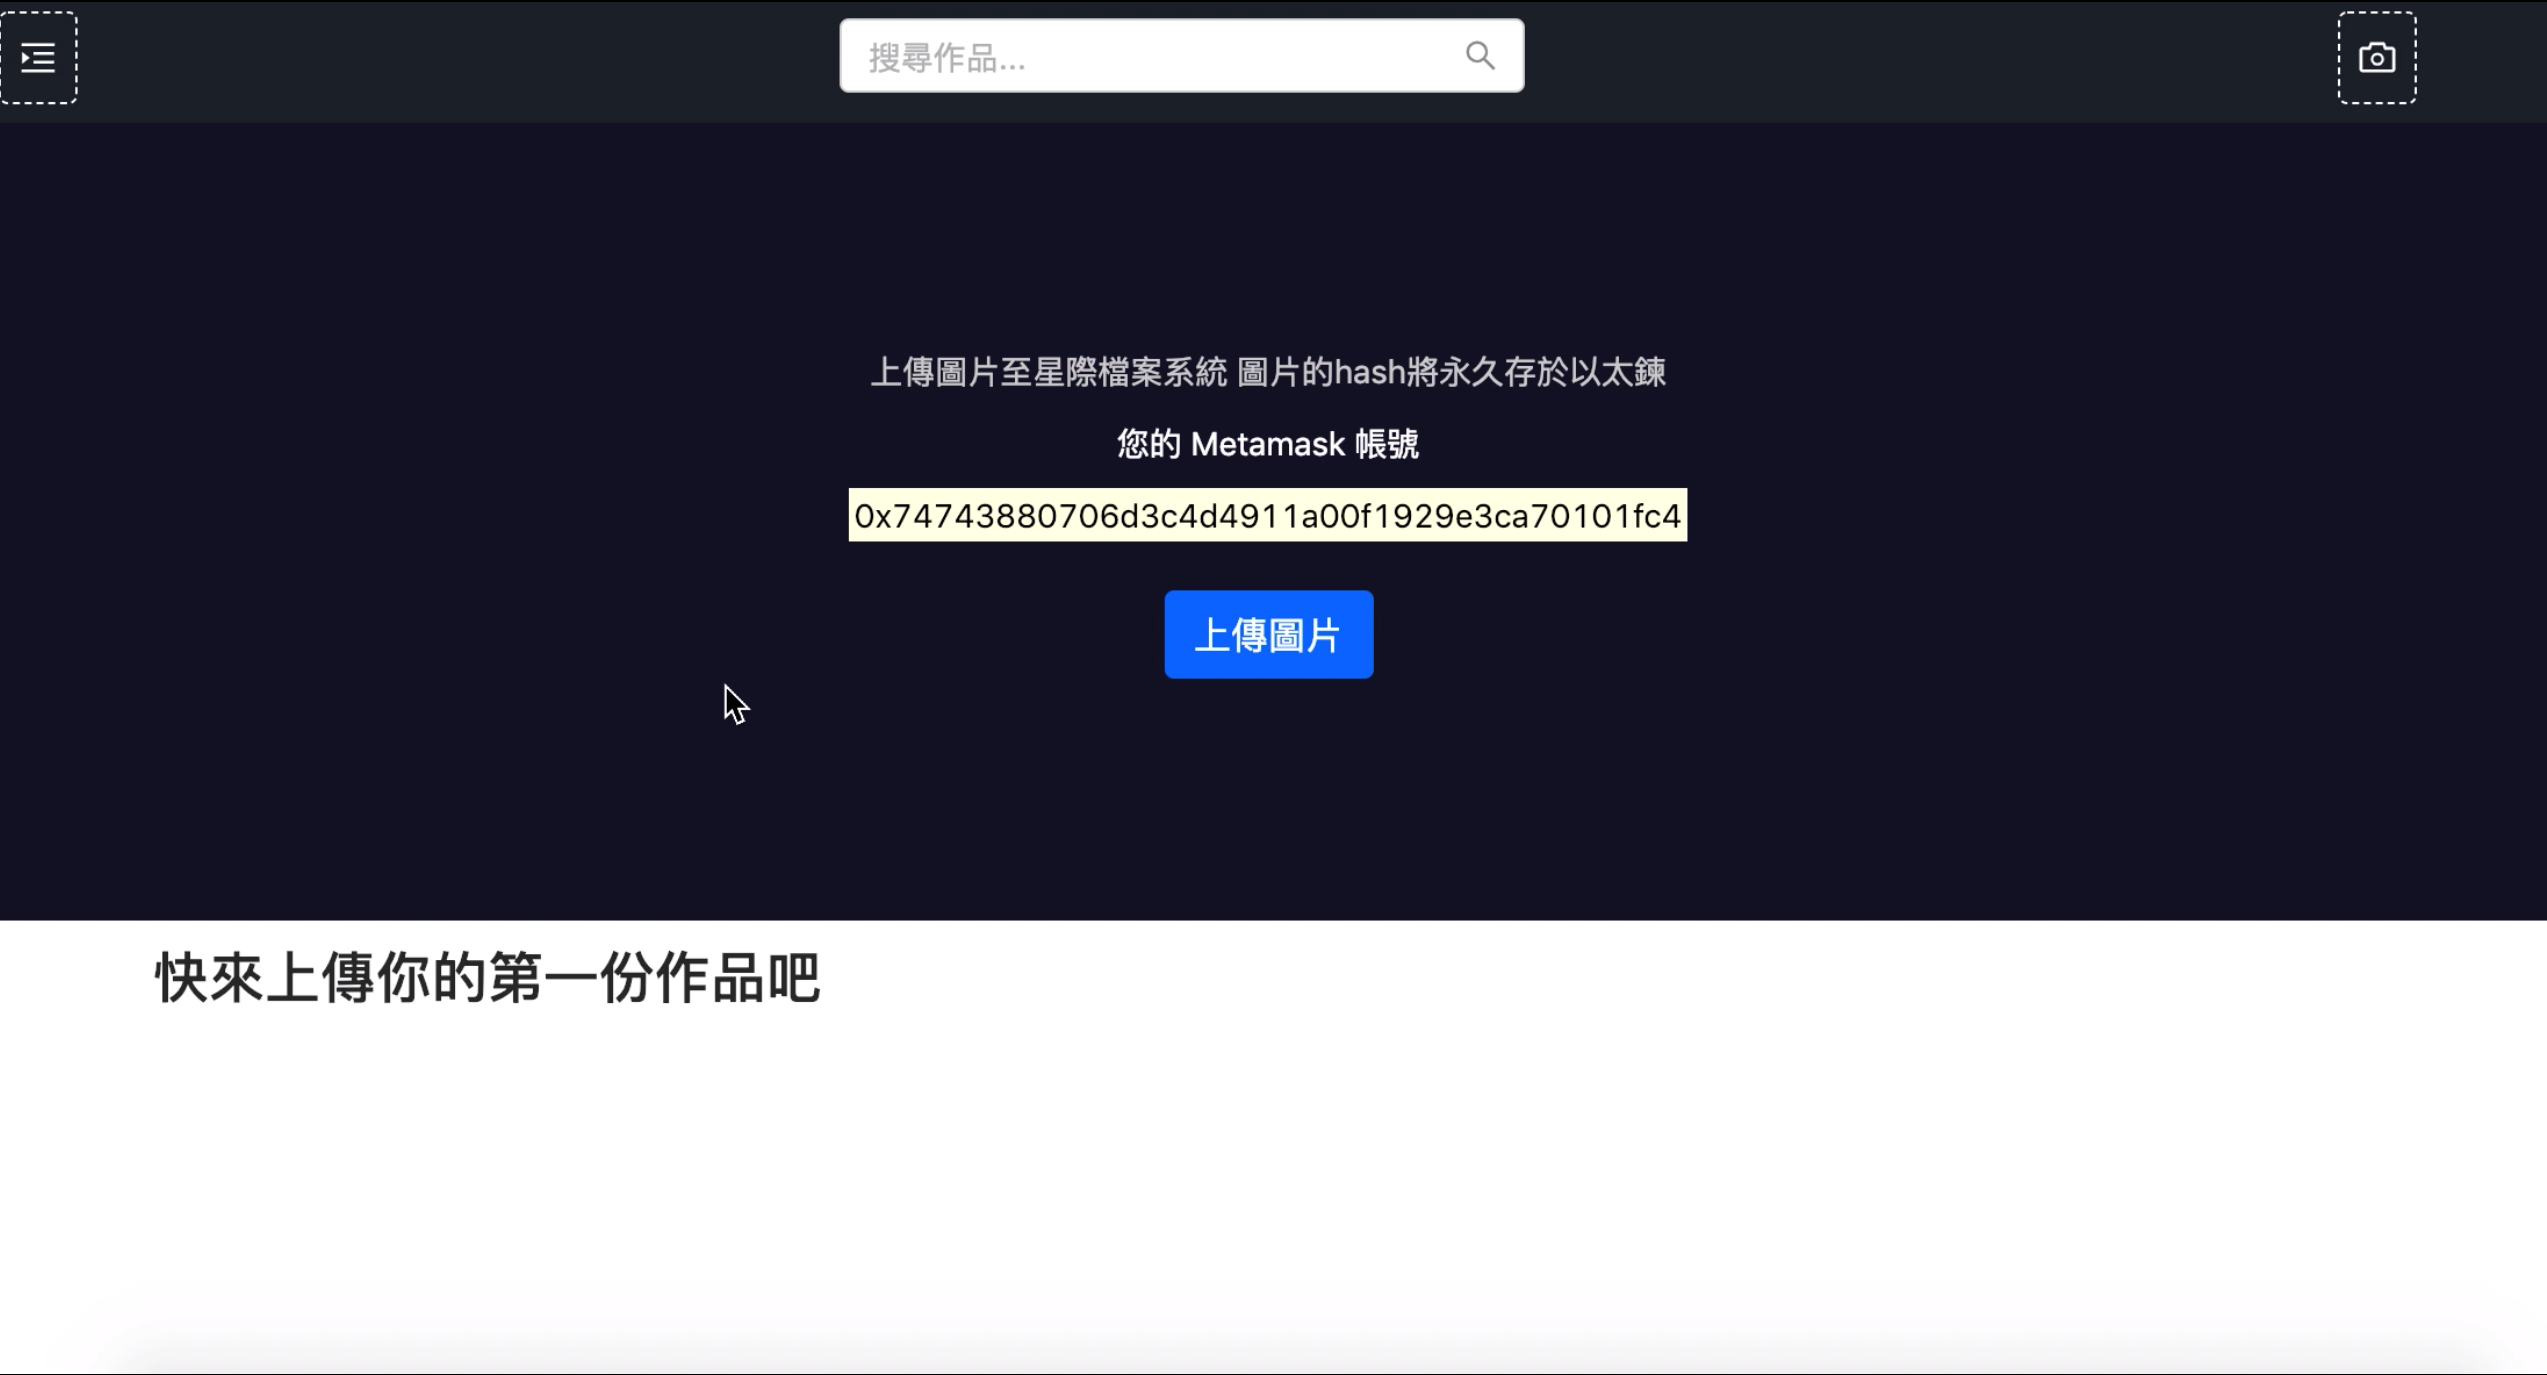 搜尋作品...
上傳圖片至星際檔案系統 圖片的hash將永久存於以太鍊
您的 Metamask 帳號
0x74743880706d3c4d4911a00f1929e3ca70101fc4
上傳圖片
快來上傳你的第一份作品吧